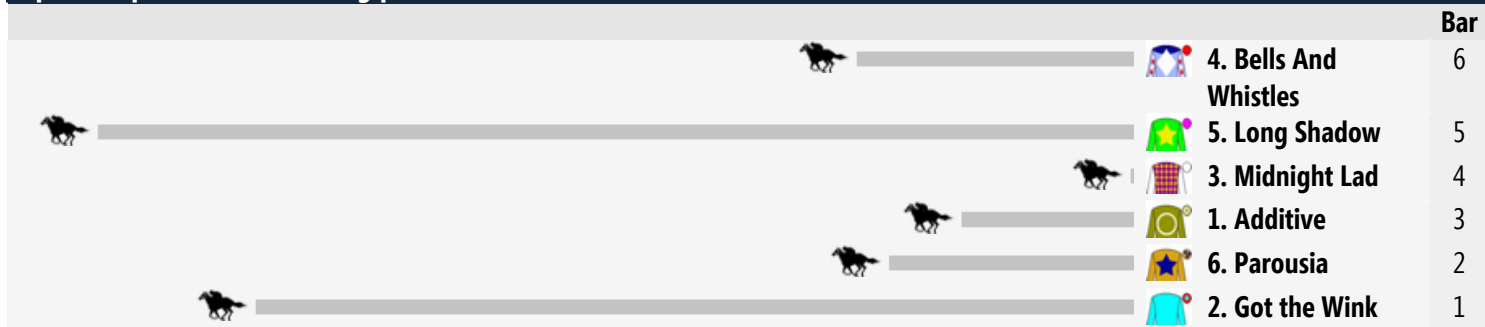 Bar
4. Bells And 6
Whistles
5. Long Shadow 5
3. Midnight Lad 4
1. Additive 3
6. Parousia 2
2. Got the Wink 1